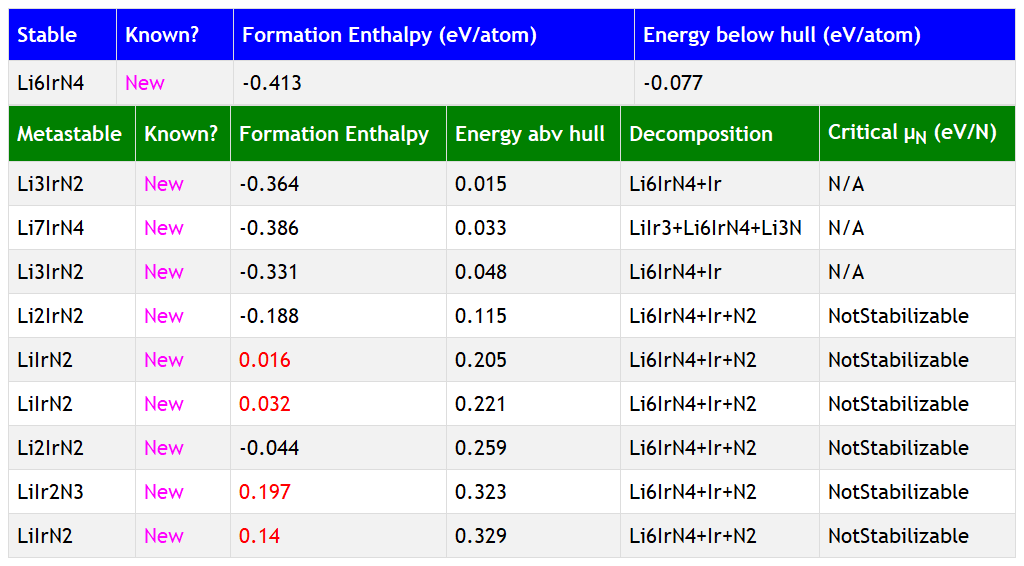 Stable Known? Formation Enthalpy (eV/atom) Energy below hull (eV/atom)
Li6IrN4 New -0.413 -0.077
Metastable Known? Formation Enthalpy Energy abv hull Decomposition Critical μN (eV/N)
Li3IrN2 New -0.364 0.015 Li6IrN4+Ir N/A
Li7IrN4 New -0.386 0.033 LiIr3+Li6IrN4+Li3N N/A
Li3IrN2 New -0.331 0.048 Li6IrN4+Ir N/A
Li2IrN2 New -0.188 0.115 Li6IrN4+Ir+N2 NotStabilizable
LiIrN2 New 0.016 0.205 Li6IrN4+Ir+N2 NotStabilizable
LiIrN2 New 0.032 0.221 Li6IrN4+Ir+N2 NotStabilizable
Li2IrN2 New -0.044 0.259 Li6IrN4+Ir+N2 NotStabilizable
LiIr2N3 New 0.197 0.323 Li6IrN4+Ir+N2 NotStabilizable
LiIrN2 New 0.14 0.329 Li6IrN4+Ir+N2 NotStabilizable